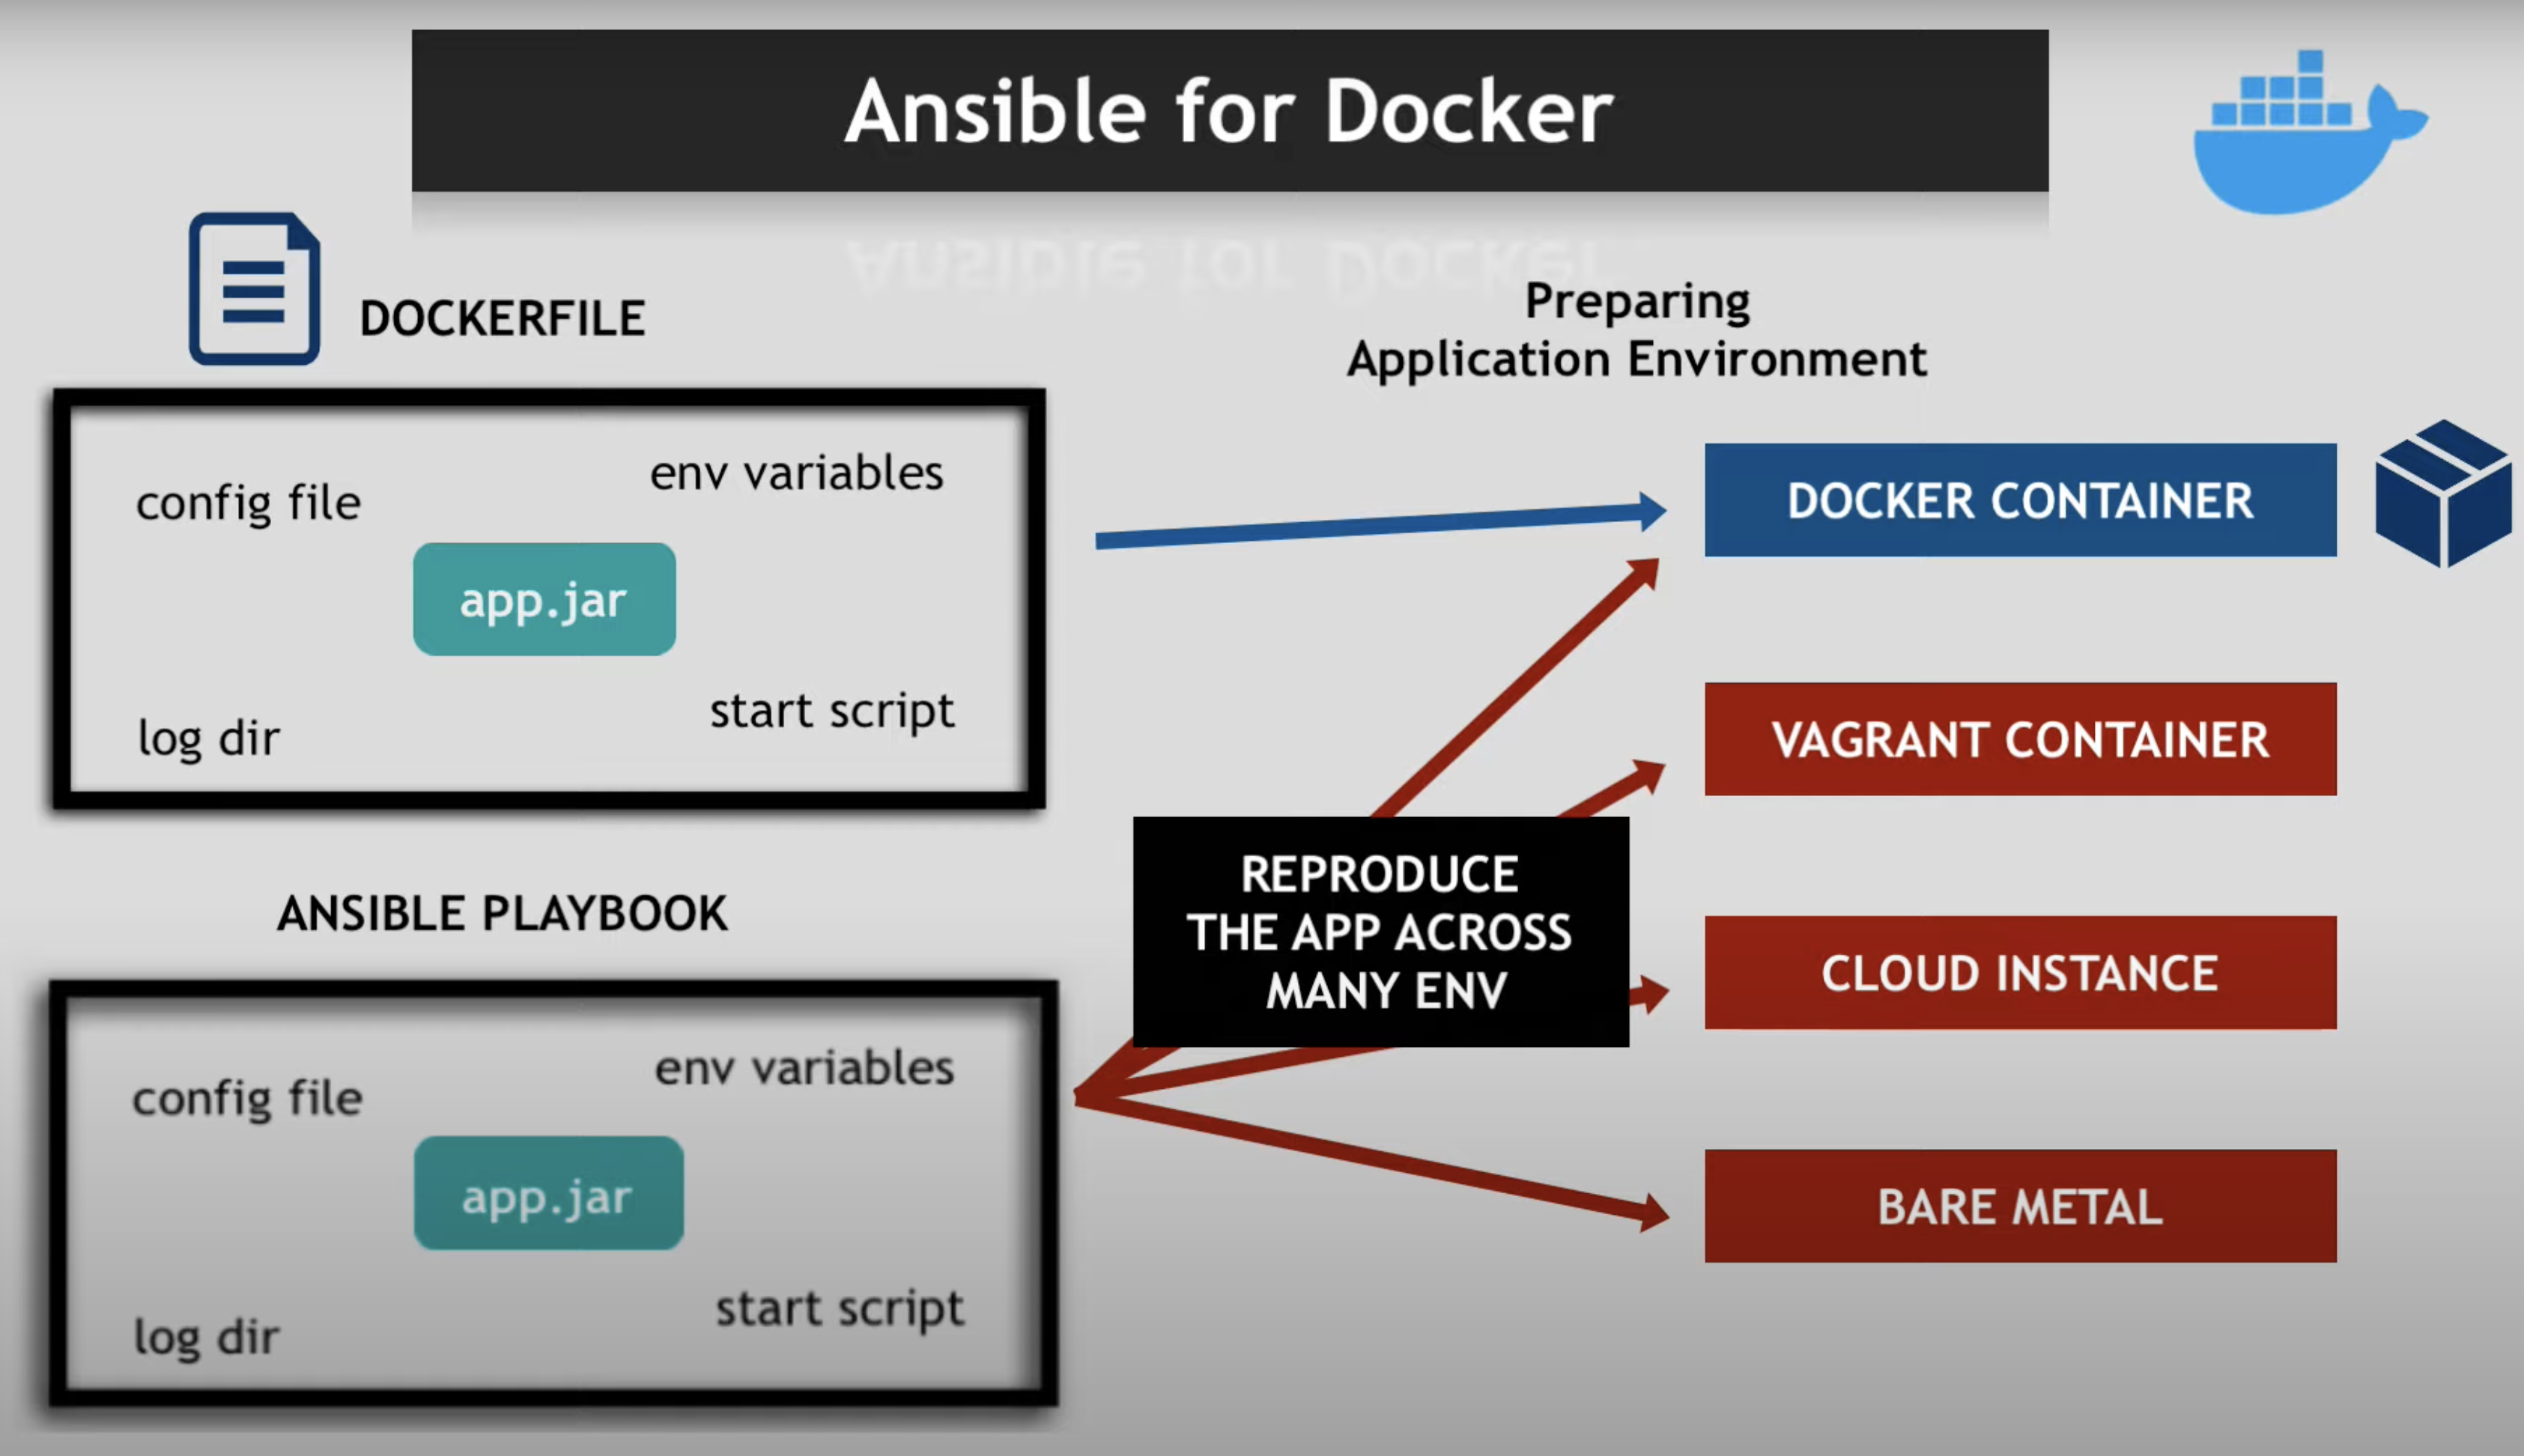 Ansible for Docker
DOCKERFILE
config file
env variables
app.jar
log dir
start script
ANSIBLE PLAYBOOK
config file
env variables
app.jar
log dir
start script
Preparing
Application Environment
REPRODUCE
THE APP ACROSS
MANY ENV
DOCKER CONTAINER
VAGRANT CONTAINER
CLOUD INSTANCE
BARE METAL